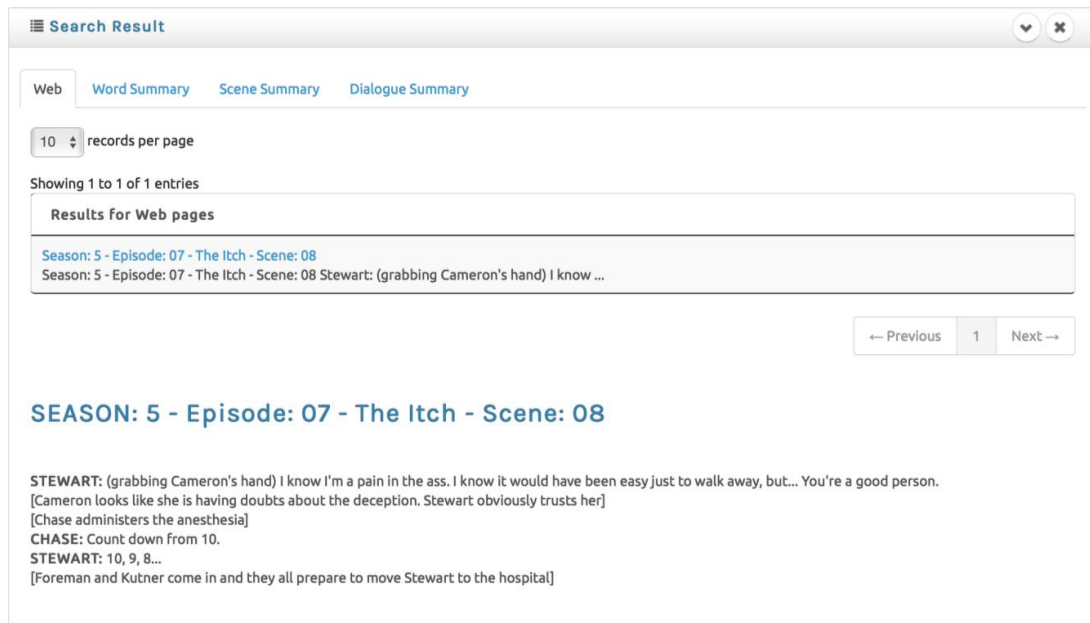 Search Result
Web Word Summary Scene Summary Dialogue Summary
10 records per page
Showing 1 to 1 of 1 entries
Results for Web pages
Season: 5 - Episode: 07 - The Itch - Scene: 08
Season: 5 - Episode: 07 - The Itch - Scene: 08 Stewart: (grabbing Cameron's hand) I know ...
← Previous 1 Next →
SEASON: 5 - Episode: 07 - The Itch - Scene: 08
STEWART: (grabbing Cameron's hand) I know I'm a pain in the ass. I know it would have been easy just to walk away, but... You're a good person.
[Cameron looks like she is having doubts about the deception. Stewart obviously trusts her]
[Chase administers the anesthesia]
CHASE: Count down from 10.
STEWART: 10, 9, 8...
[Foreman and Kutner come in and they all prepare to move Stewart to the hospital]